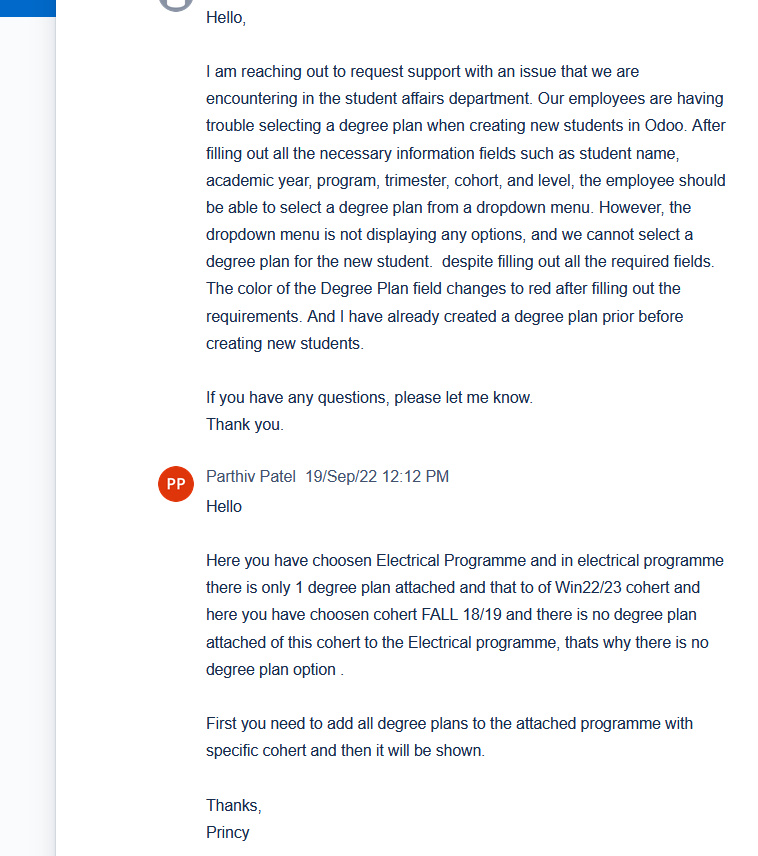 Hello,
I am reaching out to request support with an issue that we are
encountering in the student affairs department. Our employees are having
trouble selecting a degree plan when creating new students in Odoo. After
filling out all the necessary information fields such as student name,
academic year, program, trimester, cohort, and level, the employee should
be able to select a degree plan from a dropdown menu. However, the
dropdown menu is not displaying any options, and we cannot select a
degree plan for the new student.  despite filling out all the required fields.
The color of the Degree Plan field changes to red after filling out the
requirements. And I have already created a degree plan prior before
creating new students.
If you have any questions, please let me know.
Thank you.
PP
Parthiv Patel  19/Sep/22 12:12 PM
Hello
Here you have choosen Electrical Programme and in electrical programme
there is only 1 degree plan attached and that to of Win22/23 cohert and
here you have choosen cohert FALL 18/19 and there is no degree plan
attached of this cohert to the Electrical programme, thats why there is no
degree plan option .
First you need to add all degree plans to the attached programme with
specific cohert and then it will be shown.
Thanks,
Princy